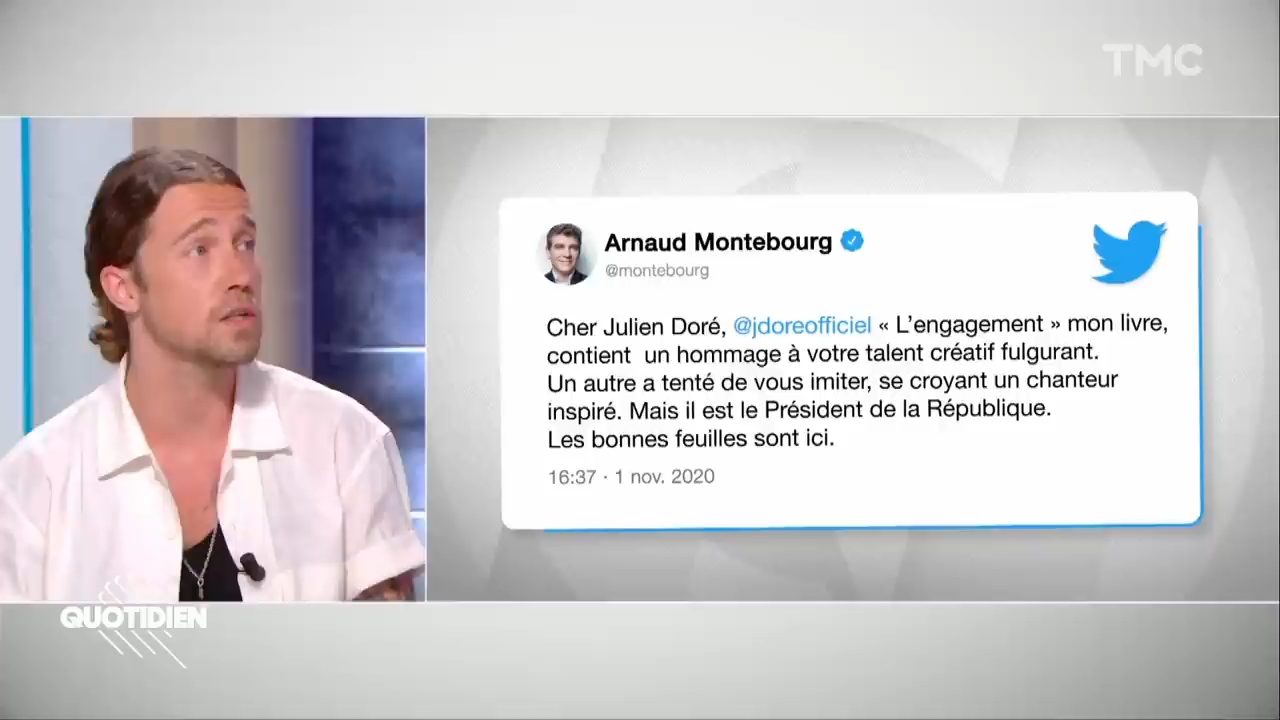 TMC
Arnaud Montebourg
@montebourg
Cher Julien Doré, @jdoreofficiel « L’engagement » mon livre,
contient  un hommage à votre talent créatif fulgurant.
Un autre a tenté de vous imiter, se croyant un chanteur
inspiré. Mais il est le Président de la République.
Les bonnes feuilles sont ici.
16:37 · 1 nov. 2020
QUOTIDIEN